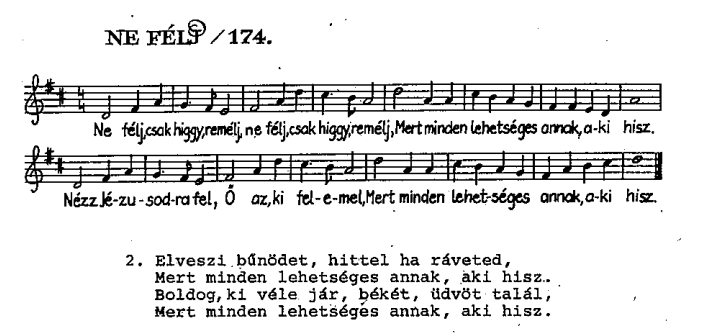 NE FÉLJ /174.
Ne félj,csak higgy,remélj, ne félj,csak higgy,remélj,Mert minden lehetséges annak, a-ki hisz.
Nézz Jé-zu-sod-ra fel, Ő az,ki fel-e-mel,Mert minden lehet-séges annak, a-ki hisz.
2. Elveszi bűnödet, hittel ha ráveted,
Mert minden lehetséges annak, aki hisz.
Boldog, ki véle jár, békét, üdvöt talál,
Mert minden lehetséges annak, aki hisz.